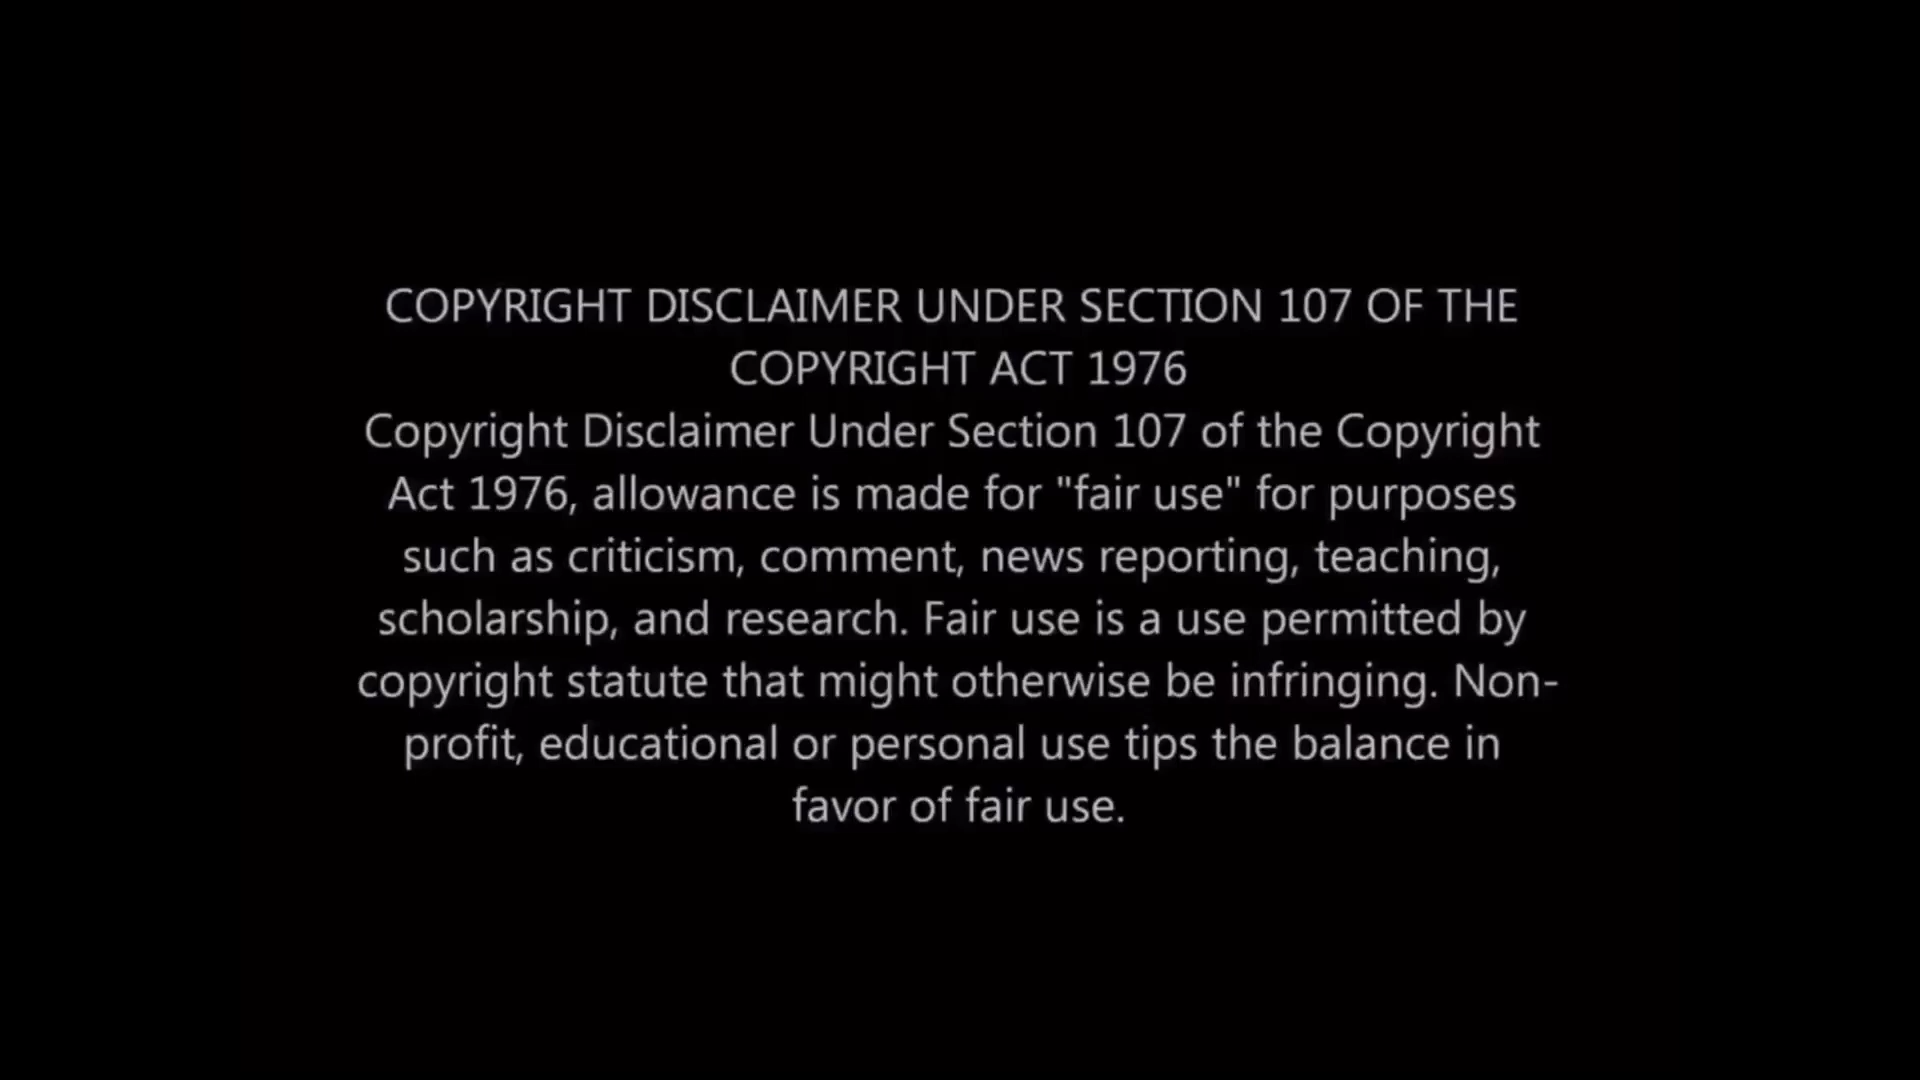 COPYRIGHT DISCLAIMER UNDER SECTION 107 OF THE
COPYRIGHT ACT 1976
Copyright Disclaimer Under Section 107 of the Copyright
Act 1976, allowance is made for "fair use" for purposes
such as criticism, comment, news reporting, teaching,
scholarship, and research. Fair use is a use permitted by
copyright statute that might otherwise be infringing. Non-
profit, educational or personal use tips the balance in
favor of fair use.